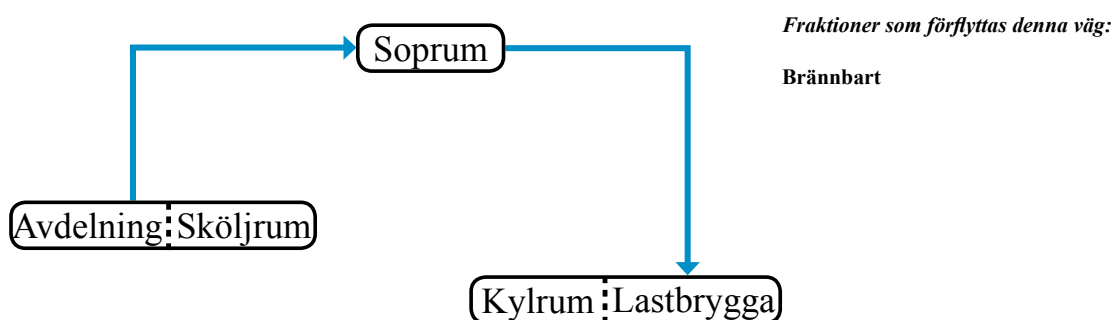 Fraktioner som förflyttas denna väg:
Soprum
Brännbart
Avdelning Sköljrum
Kylrum Lastbrygga